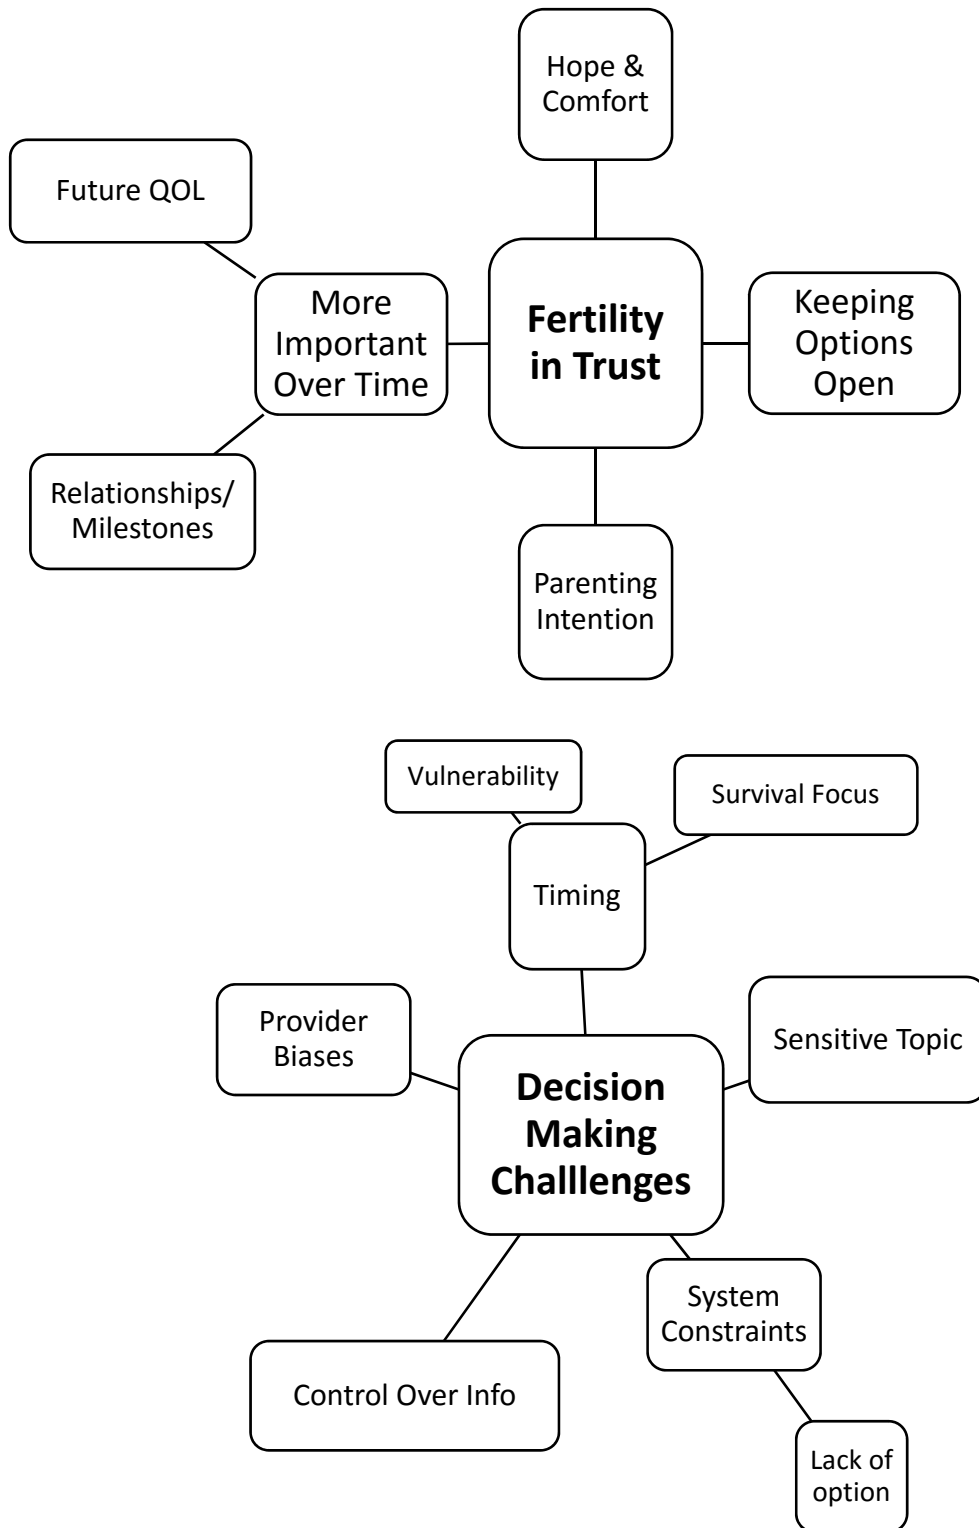 Hope &
Comfort
Future QOL
More
Important
Over Time
Fertility
in Trust
Keeping
Options
Open
Relationships/
Milestones
Parenting
Intention
Vulnerability
Survival Focus
Timing
Provider
Biases
Sensitive Topic
Decision
Making
Challlenges
System
Constraints
Control Over Info
Lack of
option